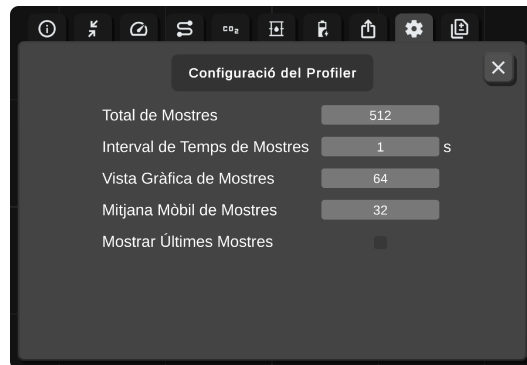 CO₂
Configuració del Profiler
Total de Mostres 512
Interval de Temps de Mostres 1 s
Vista Gràfica de Mostres 64
Mitjana Mòbil de Mostres 32
Mostrar Últimes Mostres